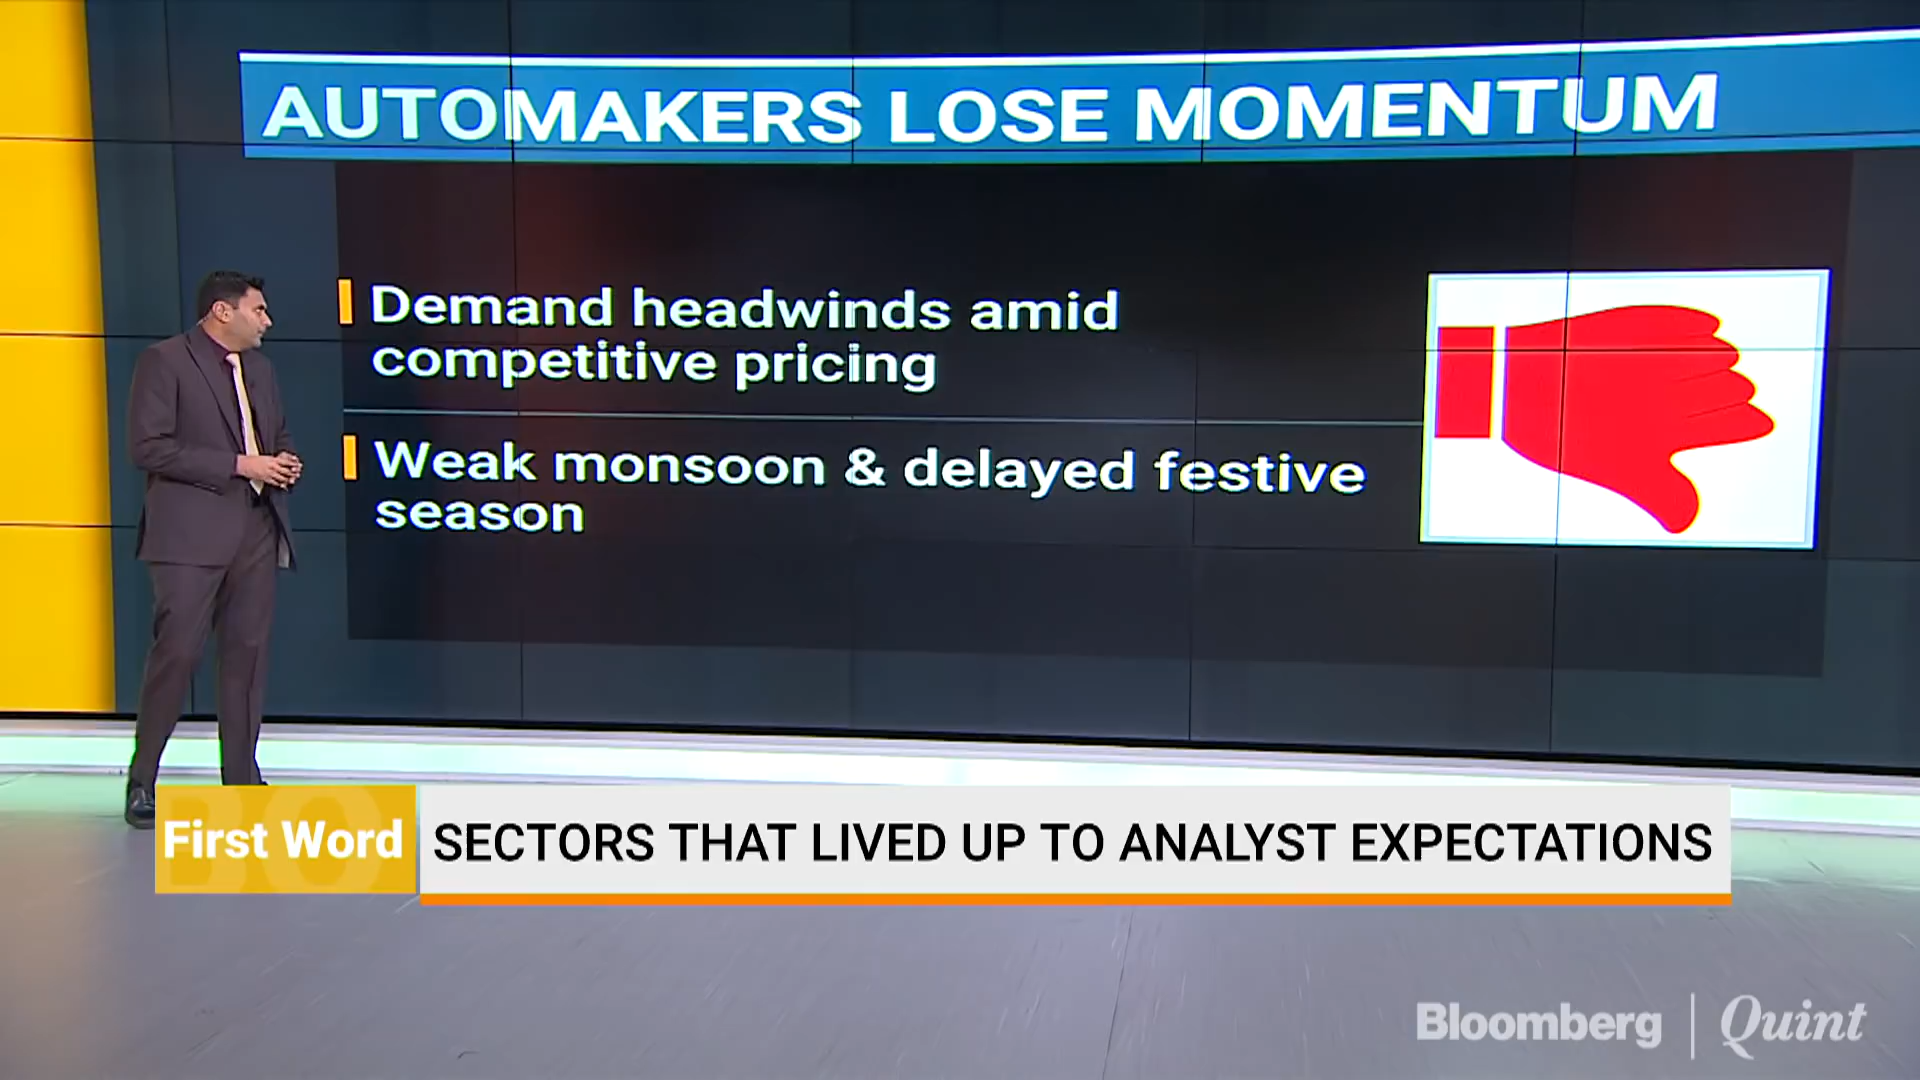 AUTOMAKERS LOSE MOMENTUM
Demand headwinds amid
competitive pricing
Weak monsoon & delayed festive
season
First Word
SECTORS THAT LIVED UP TO ANALYST EXPECTATIONS
Bloomberg | Quint